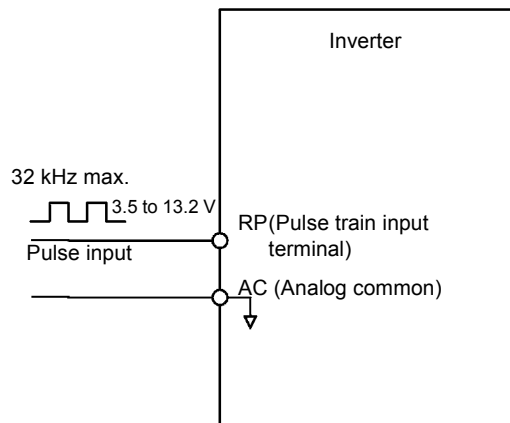 Inverter
32 kHz max.
3.5 to 13.2 V
Pulse input
RP(Pulse train input
terminal)
AC (Analog common)